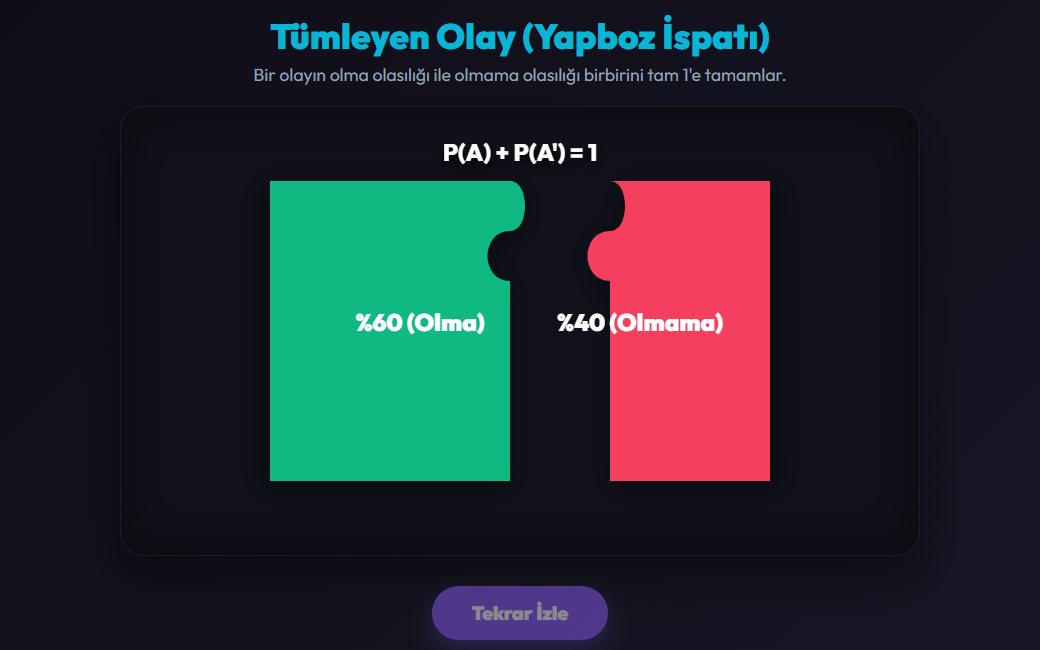 Tümleyen Olay (Yapboz İspatı)
Bir olayın olma olasılığı ile olmama olasılığı birbirini tam 1'e tamamlar.
P(A) + P(A') = 1
%60 (Olma)
%40 (Olmama)
Tekrar İzle